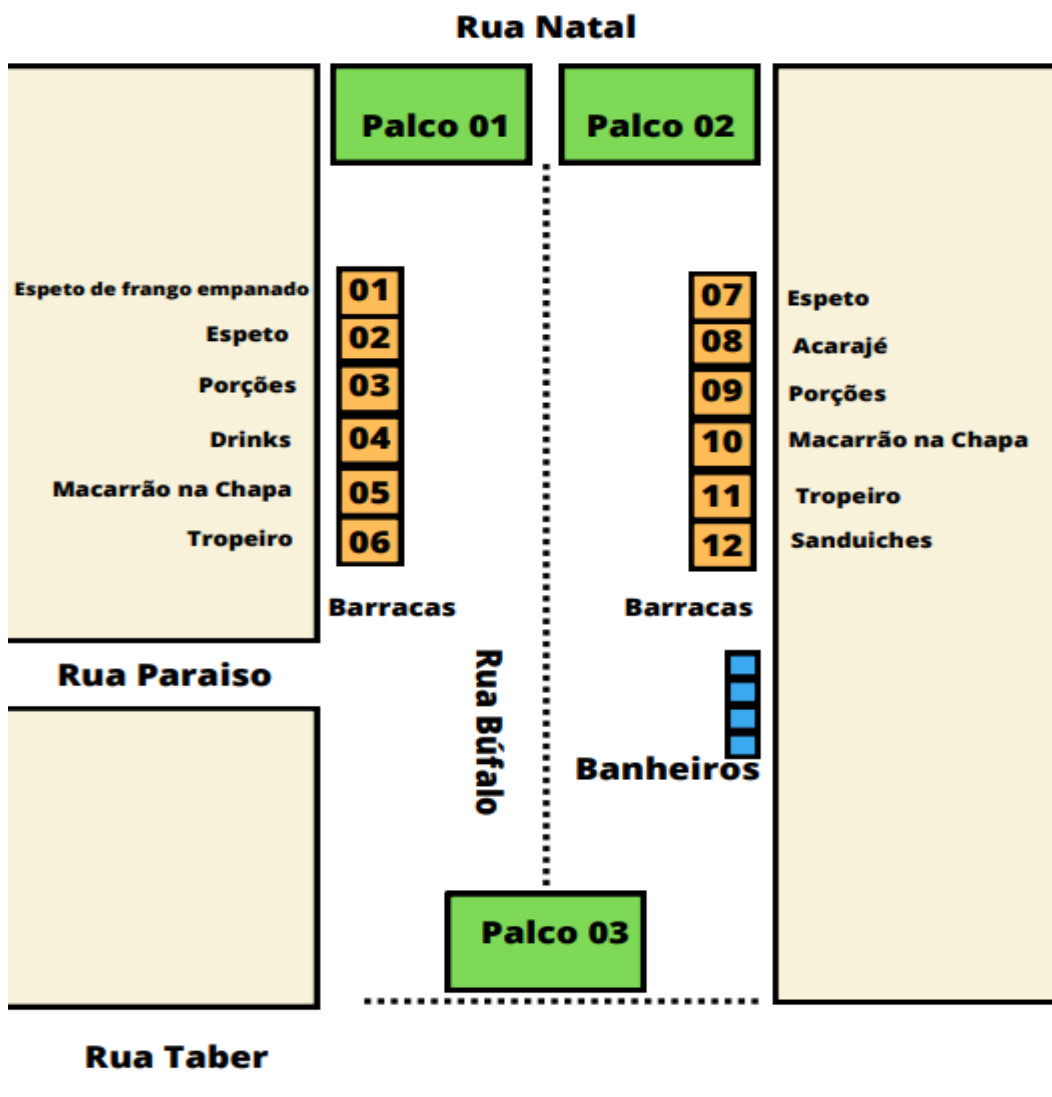 Rua Natal
Palco 01
Palco 02
Espeto de frango empanado
01
07
Espeto
Espeto
02
08
Acarajé
Porções
03
09
Porções
Drinks
04
10
Macarrão na Chapa
Macarrão na Chapa
05
11
Tropeiro
Tropeiro
06
12
Sanduiches
Barracas
Barracas
Rua Paraiso
Rua Búfalo
Banheiros
Palco 03
Rua Taber